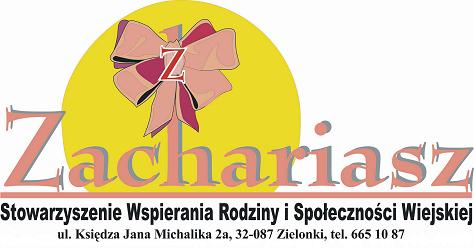 Z
Zachariasz
Stowarzyszenie Wspierania Rodziny i Społeczności Wiejskiej
ul. Księdza Jana Michalika 2a, 32-087 Zielonki, tel. 665 10 87